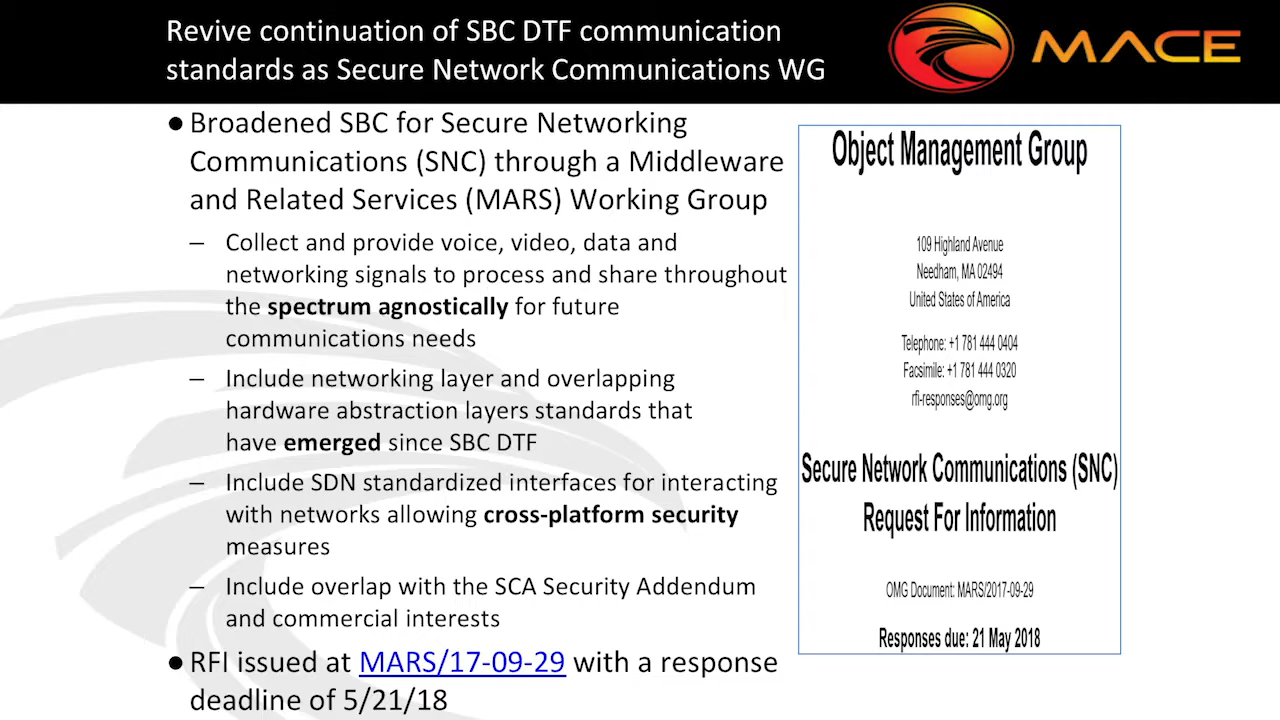 Revive continuation of SBC DTF communication
standards as Secure Network Communications WG
MACE
●Broadened SBC for Secure Networking
Communications (SNC) through a Middleware
and Related Services (MARS) Working Group
– Collect and provide voice, video, data and
networking signals to process and share throughout
the spectrum agnostically for future
communications needs
– Include networking layer and overlapping
hardware abstraction layers standards that
have emerged since SBC DTF
– Include SDN standardized interfaces for interacting
with networks allowing cross-platform security
measures
– Include overlap with the SCA Security Addendum
and commercial interests
●RFI issued at MARS/17-09-29 with a response
deadline of 5/21/18
Object Management Group
109 Highland Avenue
Needham, MA 02494
United States of America
Telephone: +1 781 444 0404
Facsimile: +1 781 444 0320
rfi-responses@omg.org
Secure Network Communications (SNC)
Request For Information
OMG Document: MARS/2017-09-29
Responses due: 21 May 2018